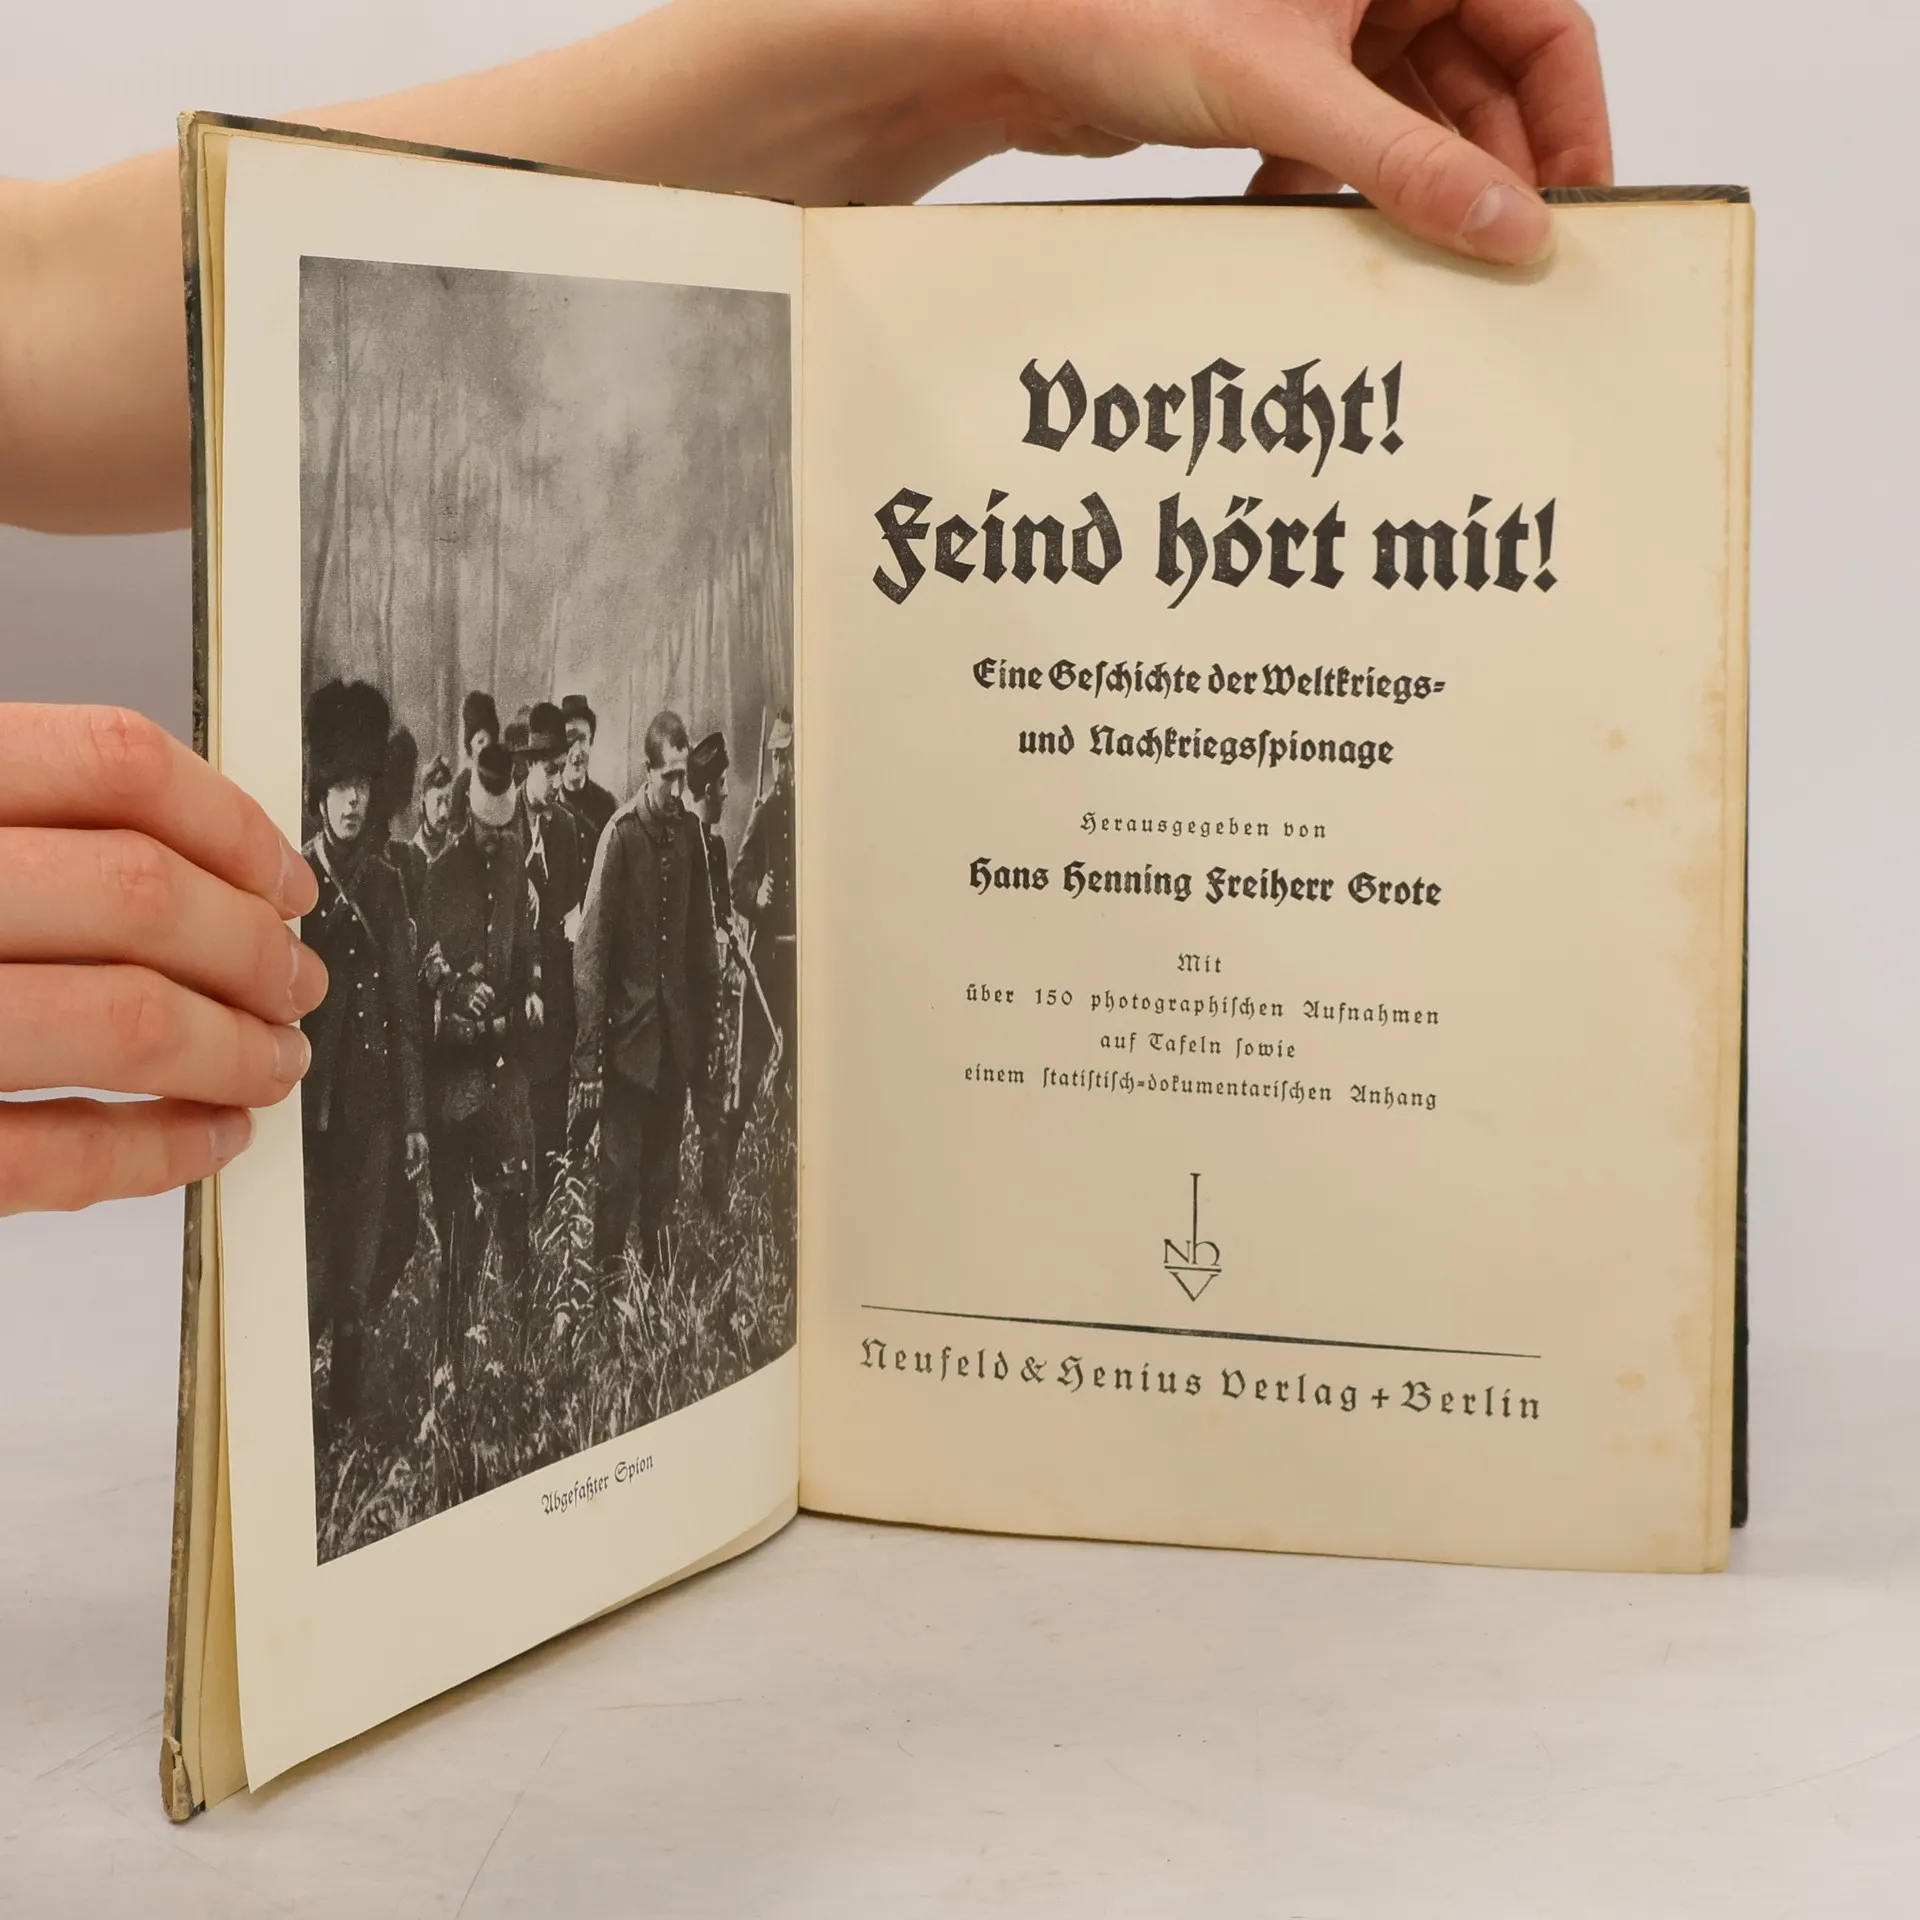 Abgefaßter Spion
Vorsicht!
Feind hört mit!
Eine Geschichte der Weltkriegs-
und Nachkriegsspionage
Herausgegeben von
Hans Henning Freiherr Grote
Mit
über 150 photographischen Aufnahmen
auf Tafeln sowie
einem statistisch-dokumentarischen Anhang
Nh
V
Neufeld & Henius Verlag + Berlin